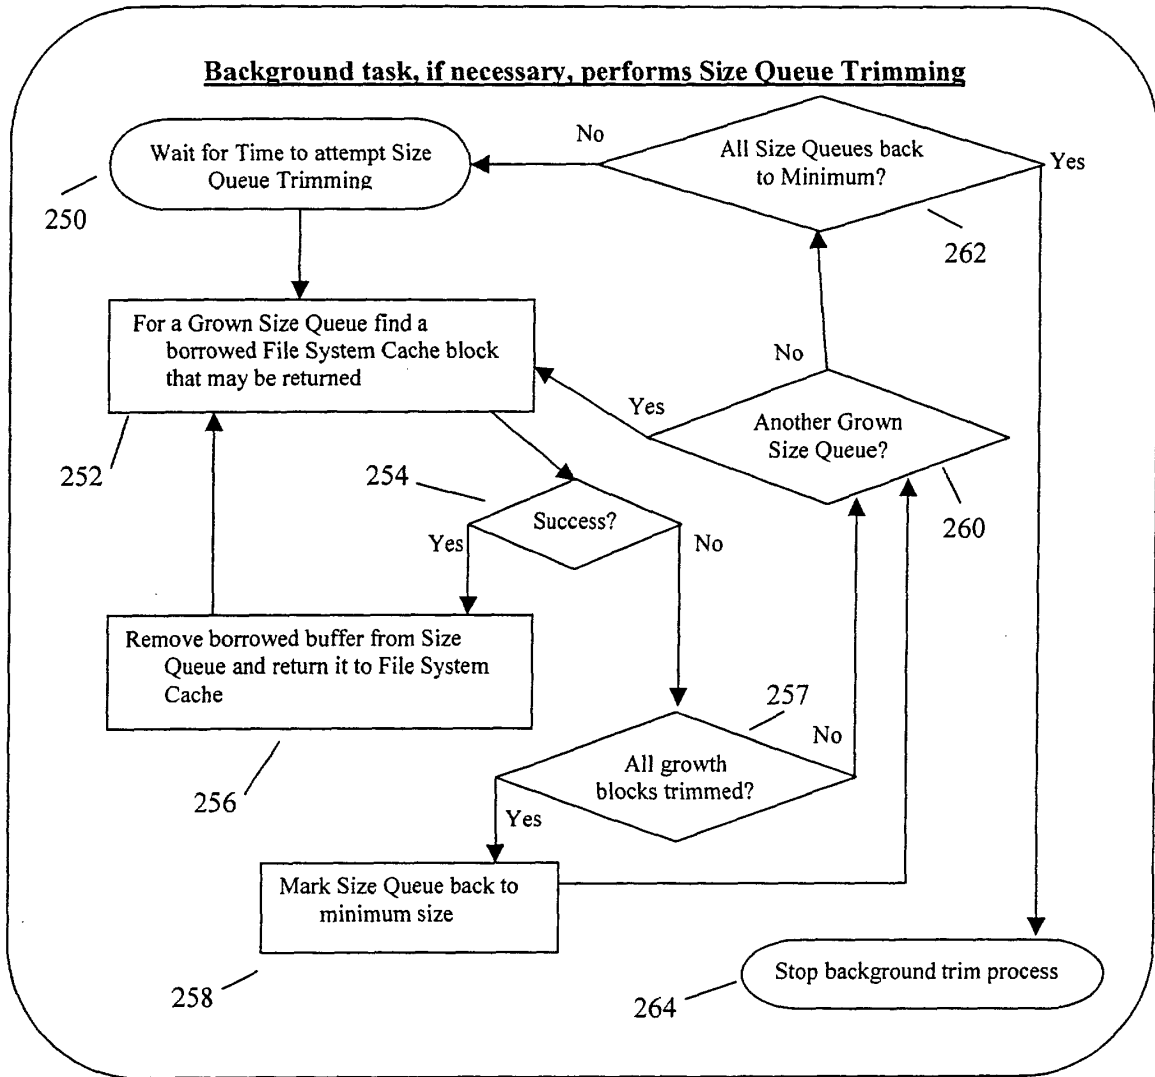 Background task, if necessary, performs Size Queue Trimming
Wait for Time to attempt Size
Queue Trimming
250
No
All Size Queues back
to Minimum?
Yes
262
For a Grown Size Queue find a
borrowed File System Cache block
that may be returned
252
No
Yes
Another Grown
Size Queue?
260
254
Success?
Yes
No
Remove borrowed buffer from Size
Queue and return it to File System
Cache
256
257
No
All growth
blocks trimmed?
Yes
Mark Size Queue back to
minimum size
258
Stop background trim process
264